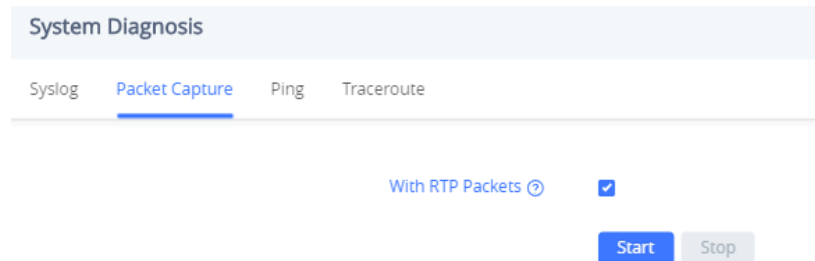 System Diagnosis
Syslog Packet Capture Ping Traceroute
With RTP Packets
Start Stop